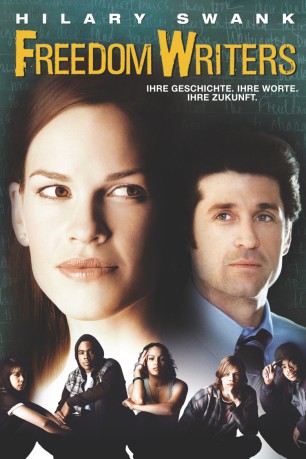 HILARY SWANK
FREEDOM WRITERS
IHRE GESCHICHTE. IHRE WORTE.
IHRE ZUKUNFT.